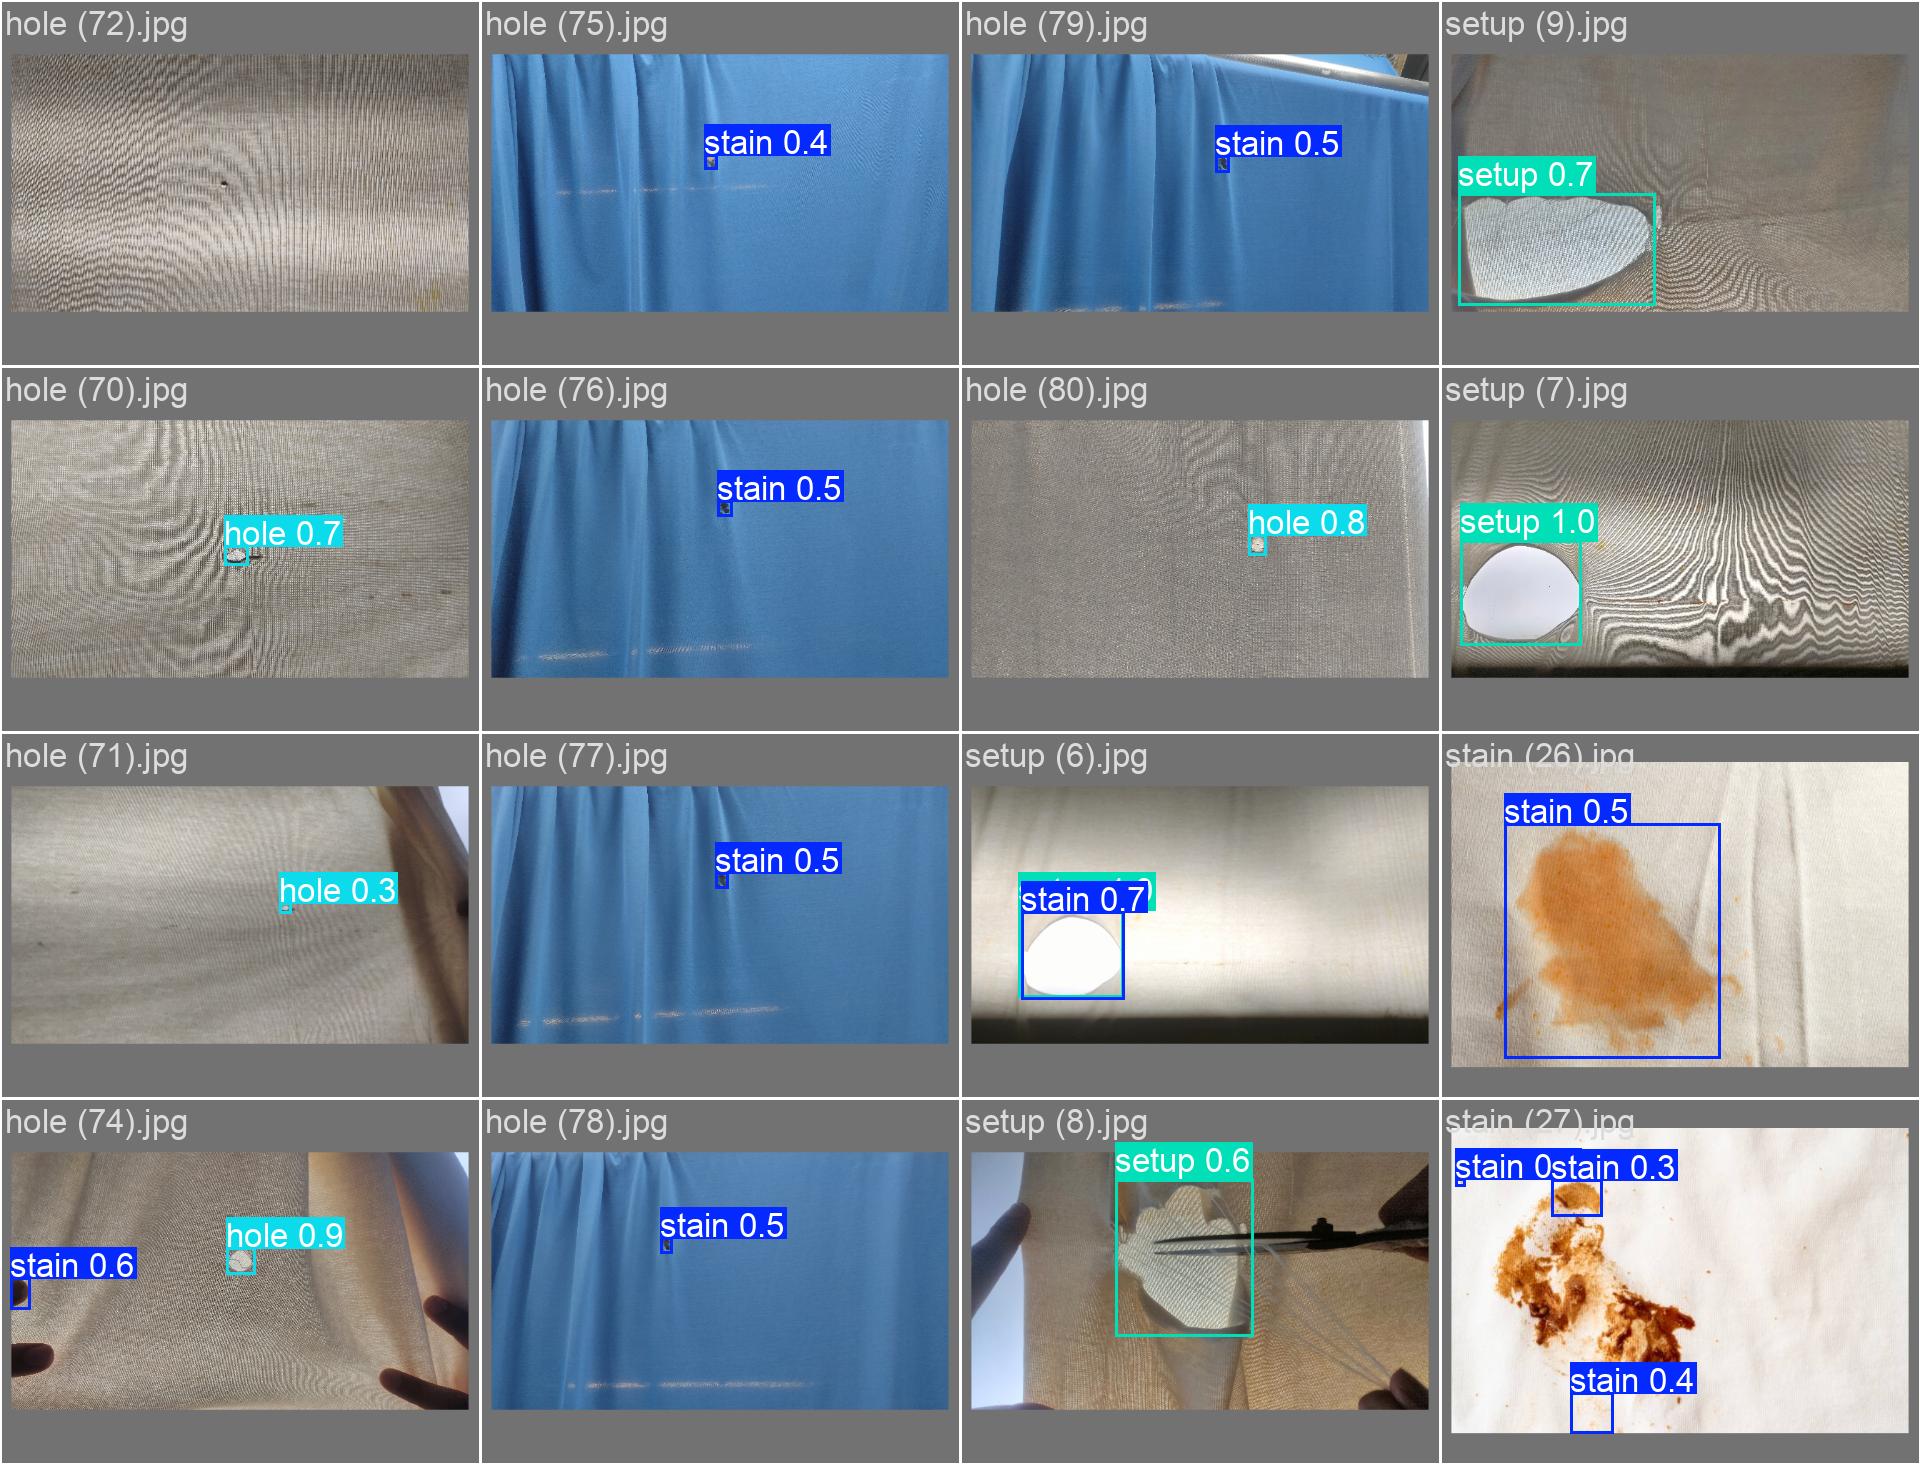 hole (72).jpg
hole (75).jpg
stain 0.4
hole (79).jpg
stain 0.5
setup (9).jpg
setup 0.7
hole (70).jpg
hole 0.7
hole (76).jpg
stain 0.5
hole (80).jpg
hole 0.8
setup (7).jpg
setup 1.0
hole (71).jpg
hole 0.3
hole (77).jpg
stain 0.5
setup (6).jpg
stain 0.7
stain (26).jpg
stain 0.5
hole (74).jpg
stain 0.6
hole 0.9
hole (78).jpg
stain 0.5
setup (8).jpg
setup 0.6
stain (27).jpg
stain
stain 0.3
stain 0.4